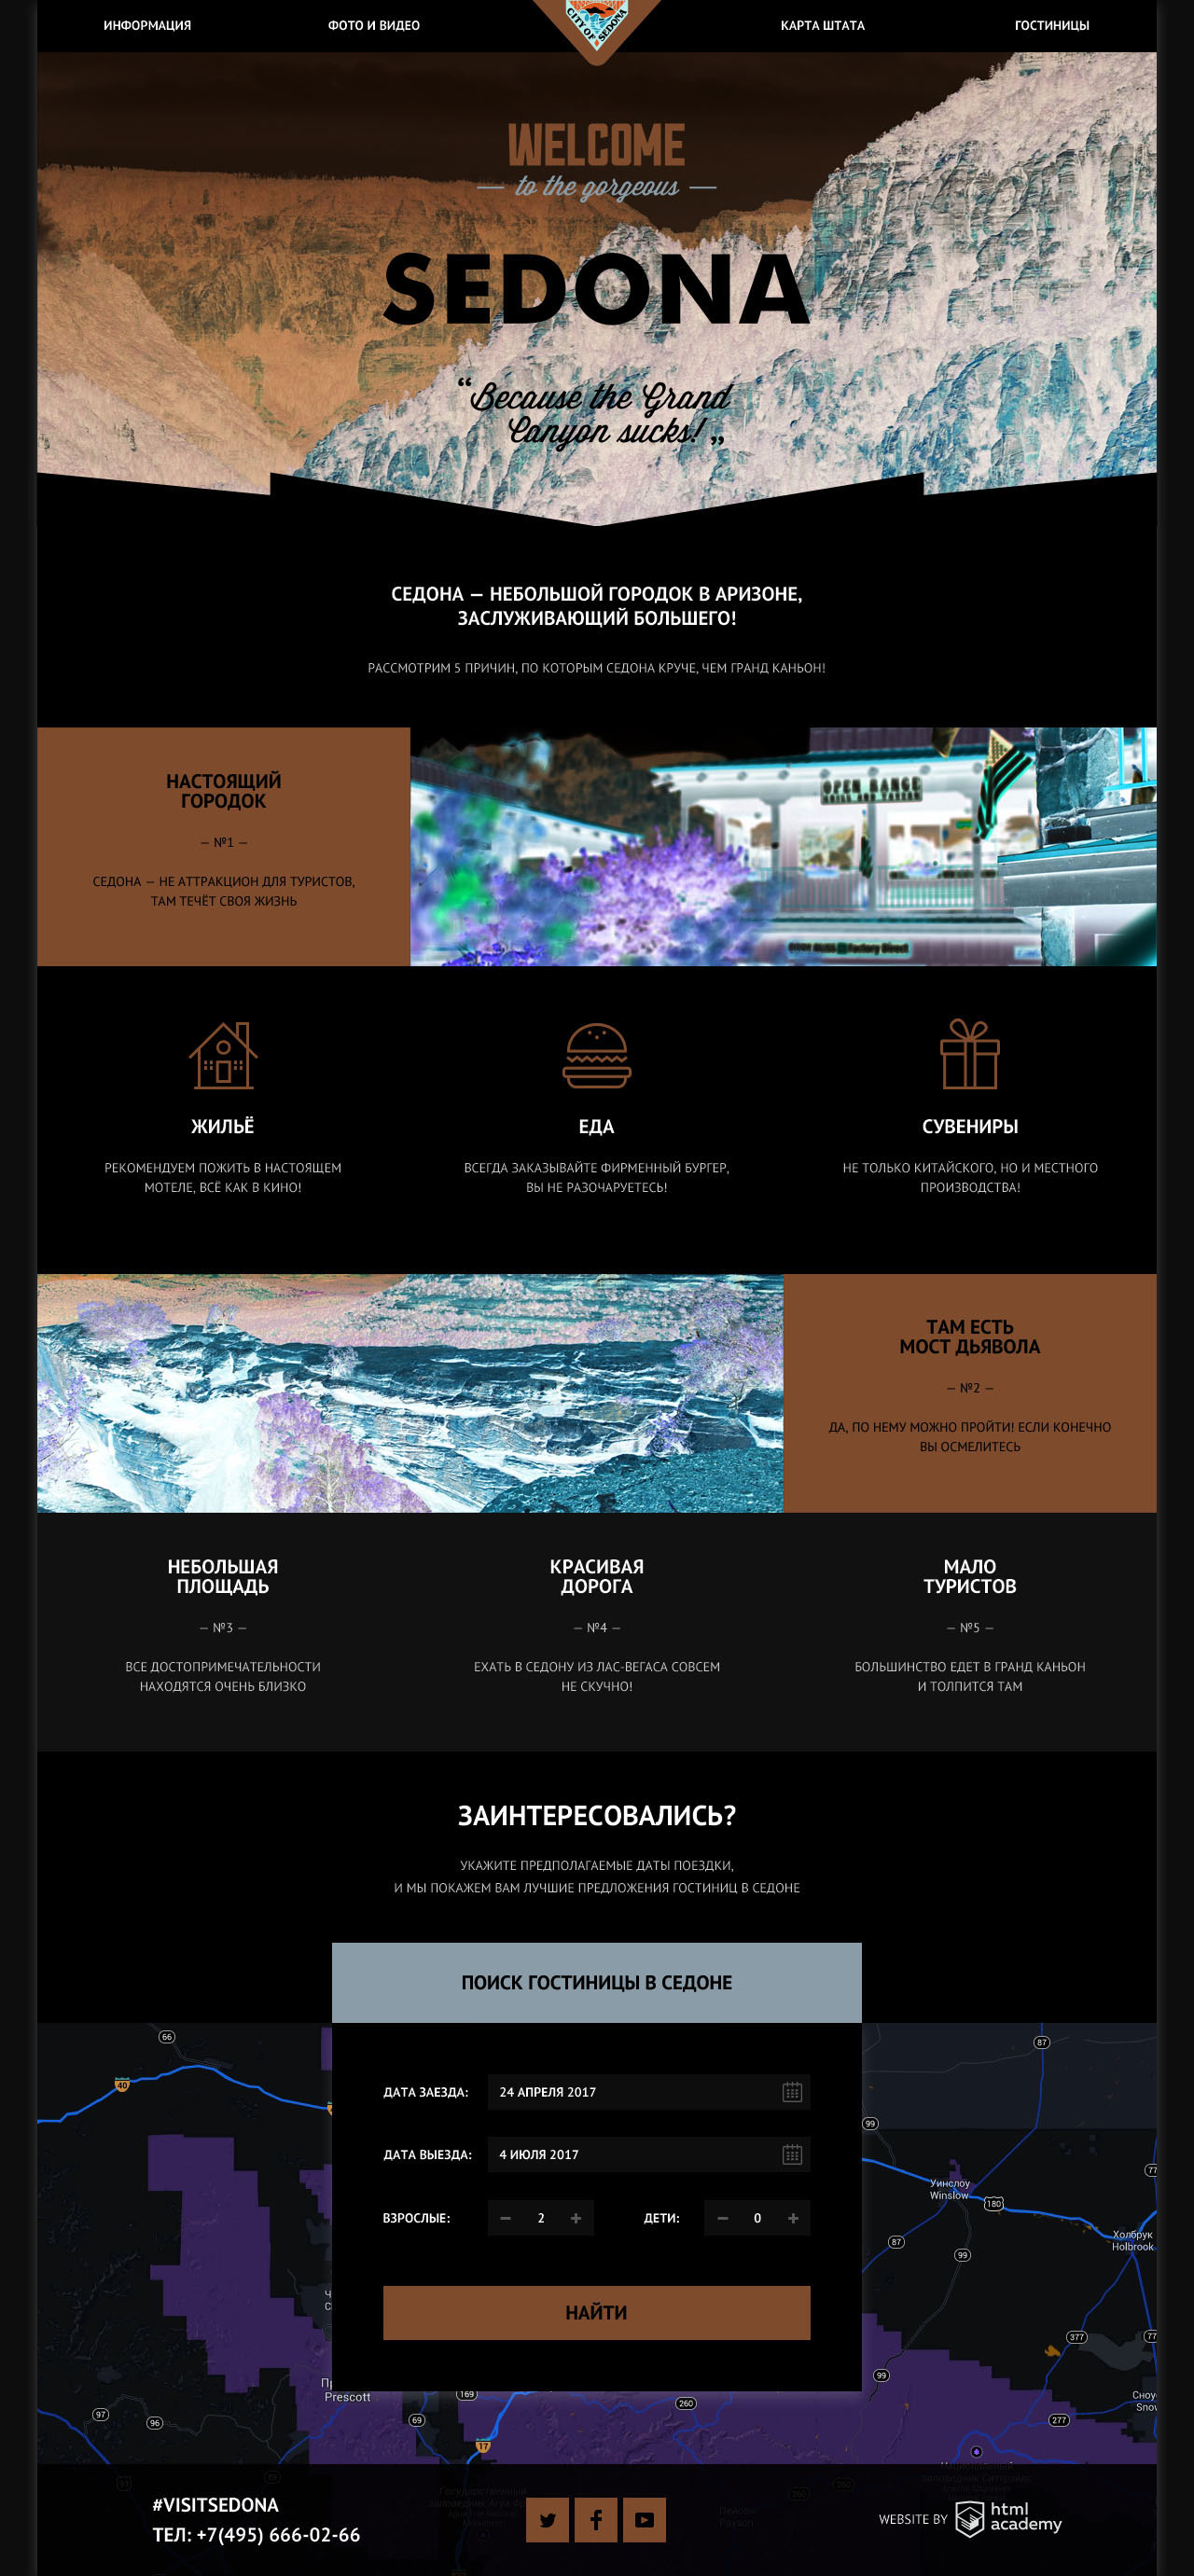 ИНФОРМАЦИЯ
ФОТО И ВИДЕО
CITY OF SEDONA
КАРТА ШТАТА
ГОСТИНИЦЫ
WELCOME
— to the gorgeous —
SEDONA
“Because the Grand
Canyon sucks!„
СЕДОНА — НЕБОЛЬШОЙ ГОРОДОК В АРИЗОНЕ,
ЗАСЛУЖИВАЮЩИЙ БОЛЬШЕГО!
РАССМОТРИМ 5 ПРИЧИН, ПО КОТОРЫМ СЕДОНА КРУЧЕ, ЧЕМ ГРАНД КАНЬОН!
НАСТОЯЩИЙ
ГОРОДОК
— №1 —
СЕДОНА — НЕ АТТРАКЦИОН ДЛЯ ТУРИСТОВ,
ТАМ ТЕЧЁТ СВОЯ ЖИЗНЬ
OPEN RANGE
Factory Direct
ЖИЛЬЁ
РЕКОМЕНДУЕМ ПОЖИТЬ В НАСТОЯЩЕМ
МОТЕЛЕ, ВСЁ КАК В КИНО!
ЕДА
ВСЕГДА ЗАКАЗЫВАЙТЕ ФИРМЕННЫЙ БУРГЕР,
ВЫ НЕ РАЗОЧАРУЕТЕСЬ!
СУВЕНИРЫ
НЕ ТОЛЬКО КИТАЙСКОГО, НО И МЕСТНОГО
ПРОИЗВОДСТВА!
ТАМ ЕСТЬ
МОСТ ДЬЯВОЛА
— №2 —
ДА, ПО НЕМУ МОЖНО ПРОЙТИ! ЕСЛИ КОНЕЧНО
ВЫ ОСМЕЛИТЕСЬ
НЕБОЛЬШАЯ
ПЛОЩАДЬ
— №3 —
ВСЕ ДОСТОПРИМЕЧАТЕЛЬНОСТИ
НАХОДЯТСЯ ОЧЕНЬ БЛИЗКО
КРАСИВАЯ
ДОРОГА
— №4 —
ЕХАТЬ В СЕДОНУ ИЗ ЛАС-ВЕГАСА СОВСЕМ
НЕ СКУЧНО!
МАЛО
ТУРИСТОВ
— №5 —
БОЛЬШИНСТВО ЕДЕТ В ГРАНД КАНЬОН
И ТОЛПИТСЯ ТАМ
ЗАИНТЕРЕСОВАЛИСЬ?
УКАЖИТЕ ПРЕДПОЛАГАЕМЫЕ ДАТЫ ПОЕЗДКИ,
И МЫ ПОКАЖЕМ ВАМ ЛУЧШИЕ ПРЕДЛОЖЕНИЯ ГОСТИНИЦ В СЕДОНЕ
ПОИСК ГОСТИНИЦЫ В СЕДОНЕ
ДАТА ЗАЕЗДА:
24 АПРЕЛЯ 2017
ДАТА ВЫЕЗДА:
4 ИЮЛЯ 2017
ВЗРОСЛЫЕ:
− 2 +
ДЕТИ:
− 0 +
НАЙТИ
66
40
87
99
77
Уинслоу
Winslow
180
87
99
Холбрук
Holbrook
377
77
99
Prescott
169
260
97
96
69
17
277
#VISITSEDONA
ТЕЛ: +7(495) 666-02-66
WEBSITE BY
html
academy